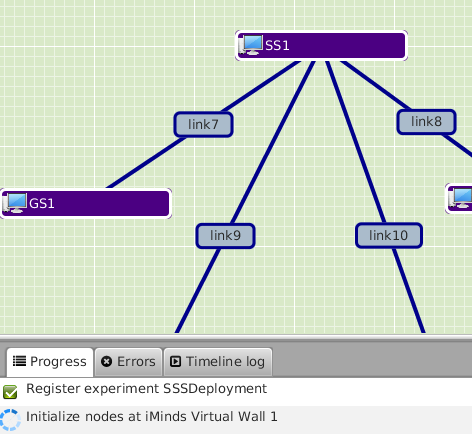 SS1
link7
link8
GS1
link9
link10
Progress
Errors
Timeline log
Register experiment SSSDeployment
Initialize nodes at iMinds Virtual Wall 1